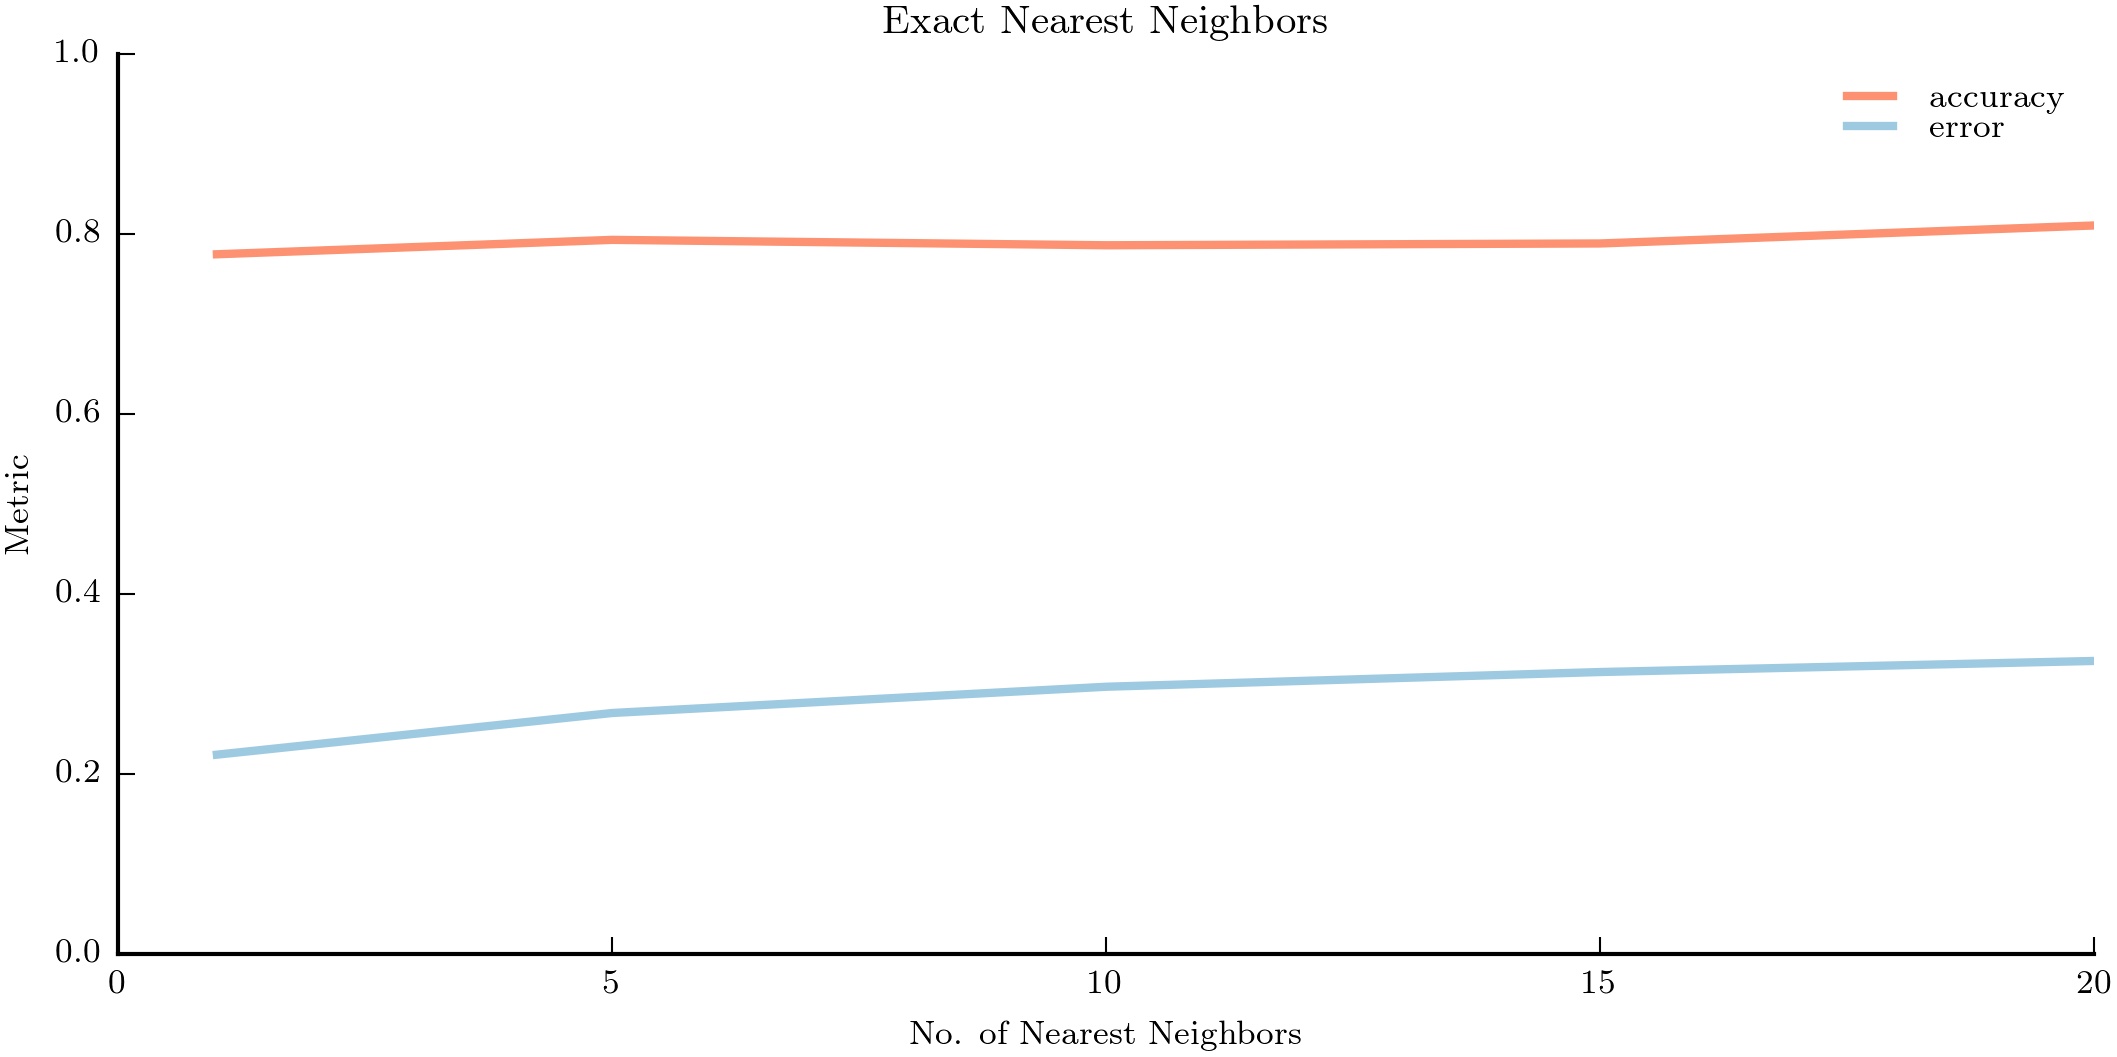 Exact Nearest Neighbors
1.0
accuracy
error
0.8
0.6
Metric
0.4
0.2
0.0
0 5 10 15 20
No. of Nearest Neighbors